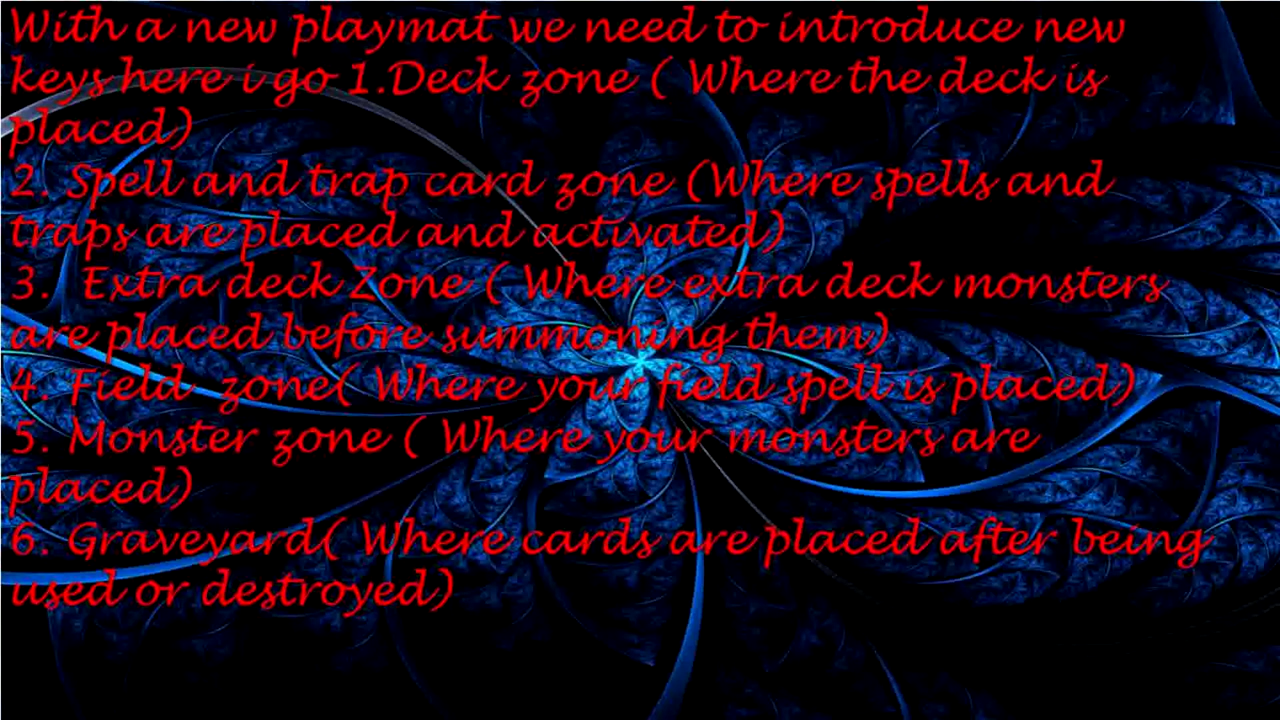 With a new playmat we need to introduce new
keys here i go 1.Deck zone ( Where the deck is
placed)
2. Spell and trap card zone (Where spells and
traps are placed and activated)
3.  Extra deck Zone ( Where extra deck monsters
are placed before summoning them)
4. Field  zone( Where your field spell is placed)
5. Monster zone ( Where your monsters are
placed)
6. Graveyard( Where cards are placed after being
used or destroyed)